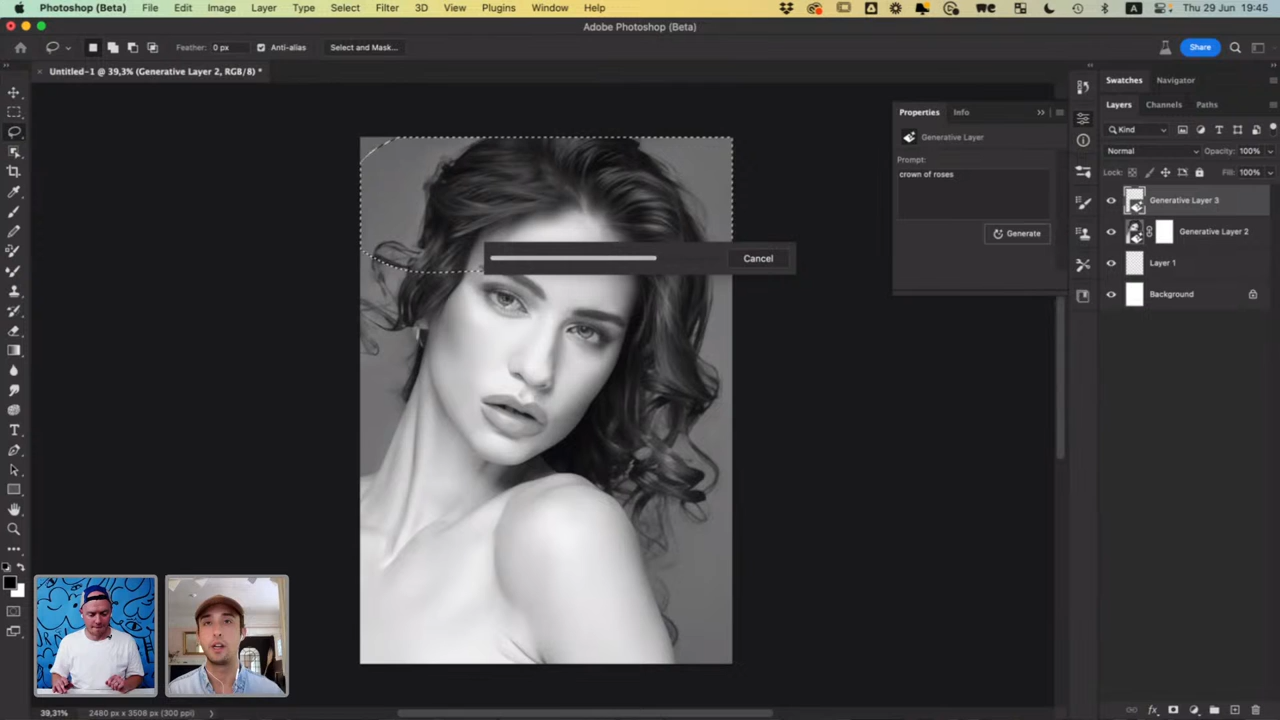 Photoshop (Beta) File Edit Image Layer Type Select Filter 3D View Plugins Window Help A Thu 29 Jun 19:45
Adobe Photoshop (Beta)
Feather: 0 px Anti-alias Select and Mask... Share
× Untitled-1 @ 39,3% (Generative Layer 2, RGB/8) *
Swatches Navigator
Layers Channels Paths
Properties Info
Kind
Generative Layer
Normal Opacity: 100%
Prompt:
Lock: Fill: 100%
crown of roses
Generative Layer 3
Generate
Generative Layer 2
Cancel
Layer 1
Background
39,31% 2480 px x 3508 px (300 ppi)
fx